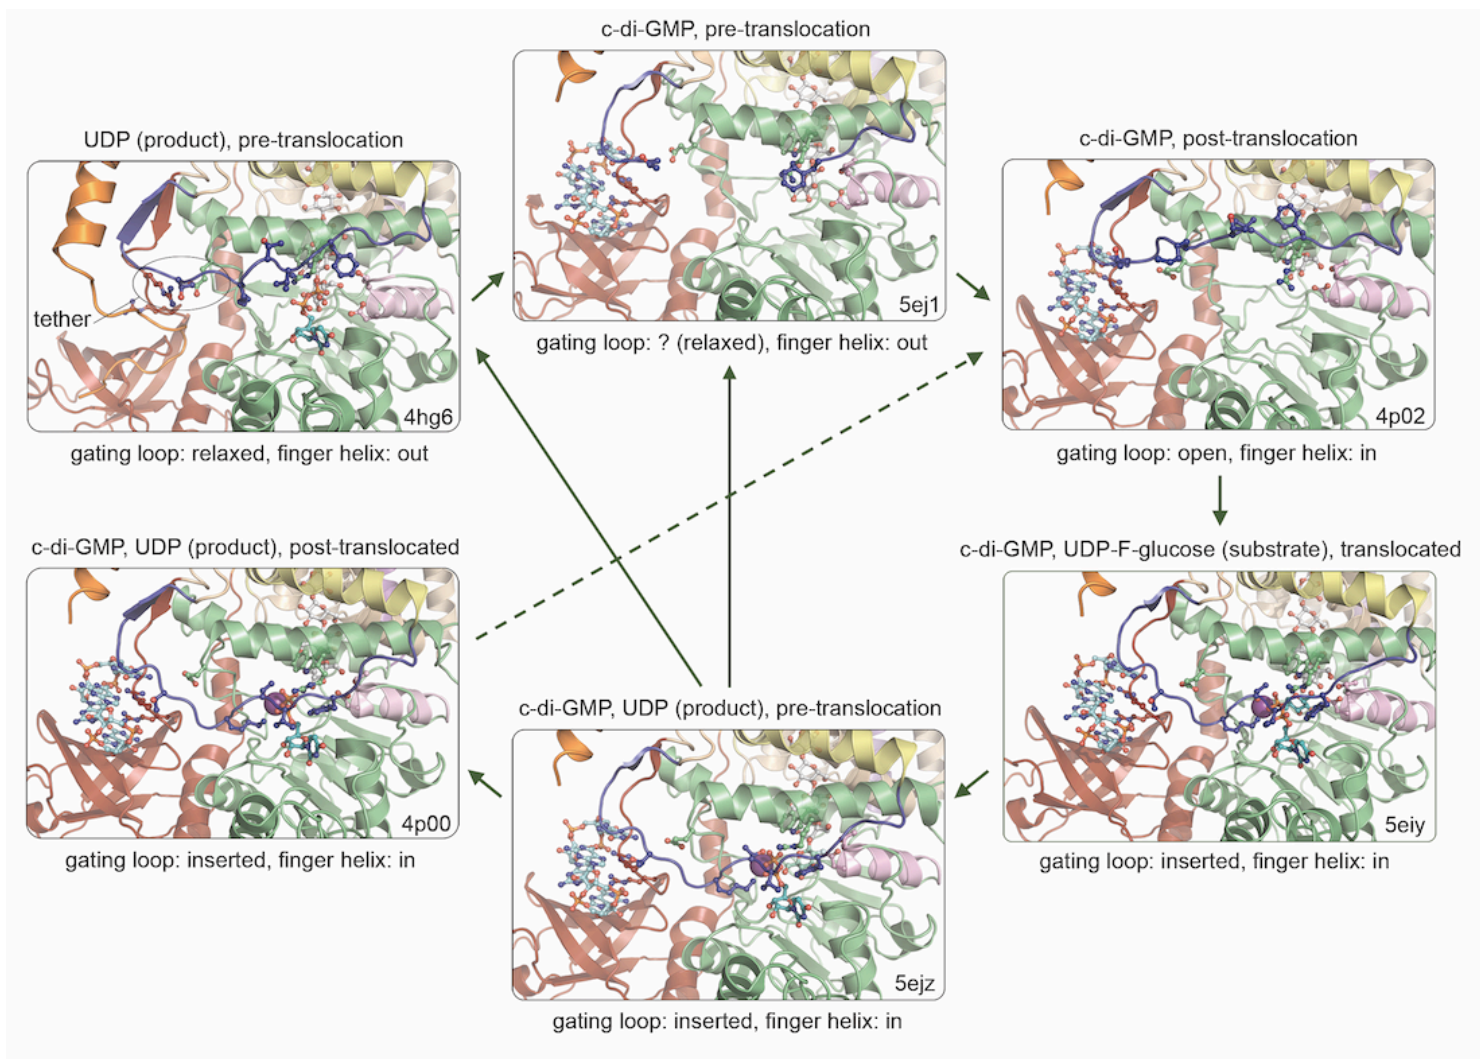 c-di-GMP, pre-translocation
5ej1
gating loop: ? (relaxed), finger helix: out
UDP (product), pre-translocation
tether
4hg6
gating loop: relaxed, finger helix: out
c-di-GMP, post-translocation
4p02
gating loop: open, finger helix: in
c-di-GMP, UDP (product), post-translocated
4p00
gating loop: inserted, finger helix: in
c-di-GMP, UDP-F-glucose (substrate), translocated
5eiy
gating loop: inserted, finger helix: in
c-di-GMP, UDP (product), pre-translocation
5ejz
gating loop: inserted, finger helix: in